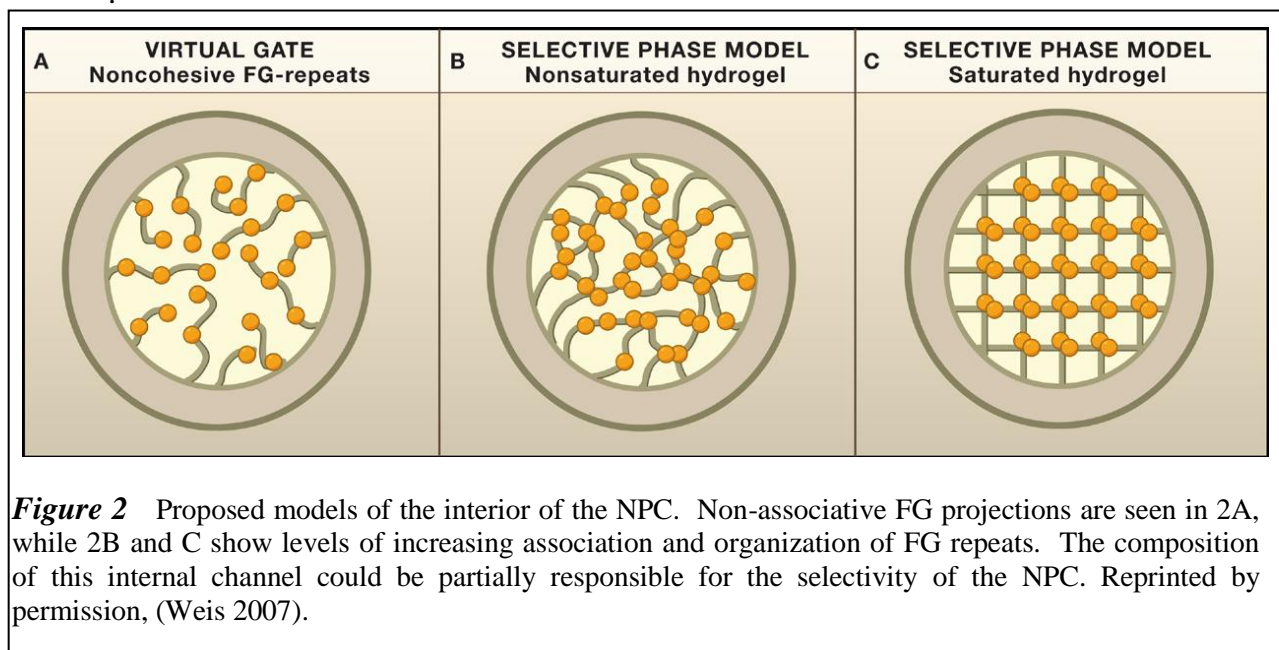 A
VIRTUAL GATE
Noncohesive FG-repeats
B
SELECTIVE PHASE MODEL
Nonsaturated hydrogel
C
SELECTIVE PHASE MODEL
Saturated hydrogel
Figure 2 Proposed models of the interior of the NPC. Non-associative FG projections are seen in 2A,
while 2B and C show levels of increasing association and organization of FG repeats. The composition
of this internal channel could be partially responsible for the selectivity of the NPC. Reprinted by
permission, (Weis 2007).